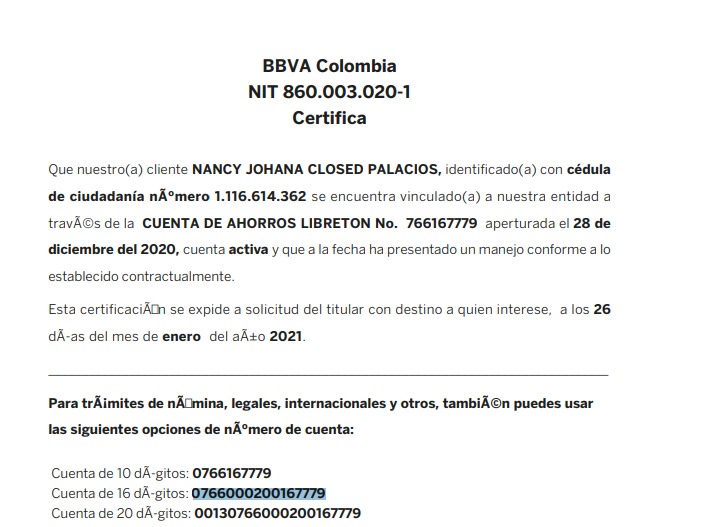 BBVA Colombia
NIT 860.003.020-1
Certifica
Que nuestro(a) cliente NANCY JOHANA CLOSED PALACIOS, identificado(a) con cédula
de ciudadanía nÃºmero 1.116.614.362 se encuentra vinculado(a) a nuestra entidad a
travÃ©s de la CUENTA DE AHORROS LIBRETON No. 766167779 aperturada el 28 de
diciembre del 2020, cuenta activa y que a la fecha ha presentado un manejo conforme a lo
establecido contractualmente.
Esta certificaciÃ□n se expide a solicitud del titular con destino a quien interese, a los 26
dÃ-as del mes de enero del aÃ±o 2021.
Para trÃ¡mites de nÃ□mina, legales, internacionales y otros, tambiÃ©n puedes usar
las siguientes opciones de nÃºmero de cuenta:
Cuenta de 10 dÃ-gitos: 0766167779
Cuenta de 16 dÃ-gitos: 0766000200167779
Cuenta de 20 dÃ-gitos: 00130766000200167779